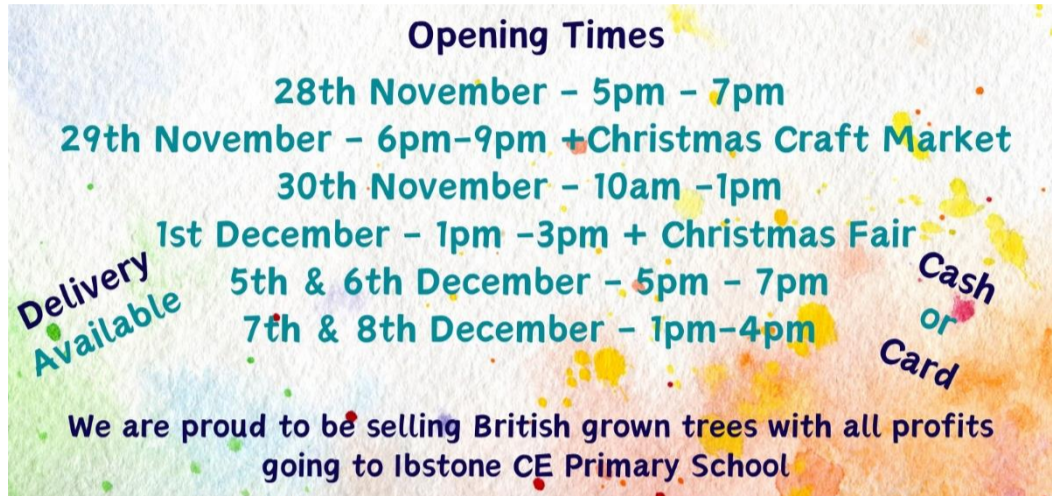 Opening Times
28th November - 5pm - 7pm
29th November - 6pm-9pm +Christmas Craft Market
30th November - 10am -1pm
1st December - 1pm -3pm + Christmas Fair
Delivery
Available
5th & 6th December - 5pm - 7pm
7th & 8th December - 1pm-4pm
Cash
or
Card
We are proud to be selling British grown trees with all profits
going to Ibstone CE Primary School